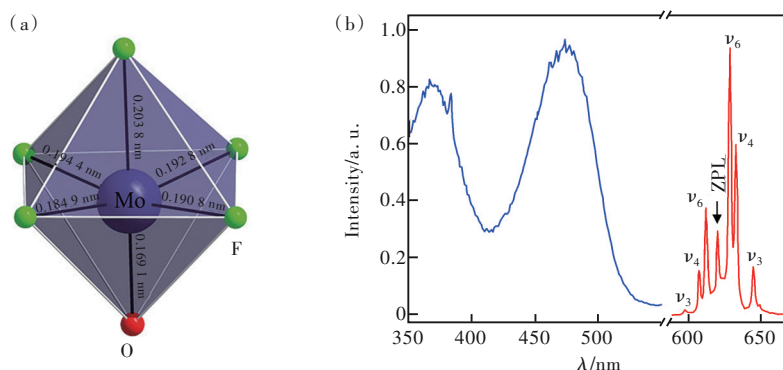 (a)
0.203 8 nm
0.194 4 nm
0.192 8 nm
Mo
0.184 9 nm
0.190 8 nm
0.169 1 nm
F
O
(b)
Intensity/a. u.
1.0
0.8
0.6
0.4
0.2
0
350
400
450
500
600
650
λ/nm
ν3
ν4
ν6
ZPL
ν6
ν4
ν3